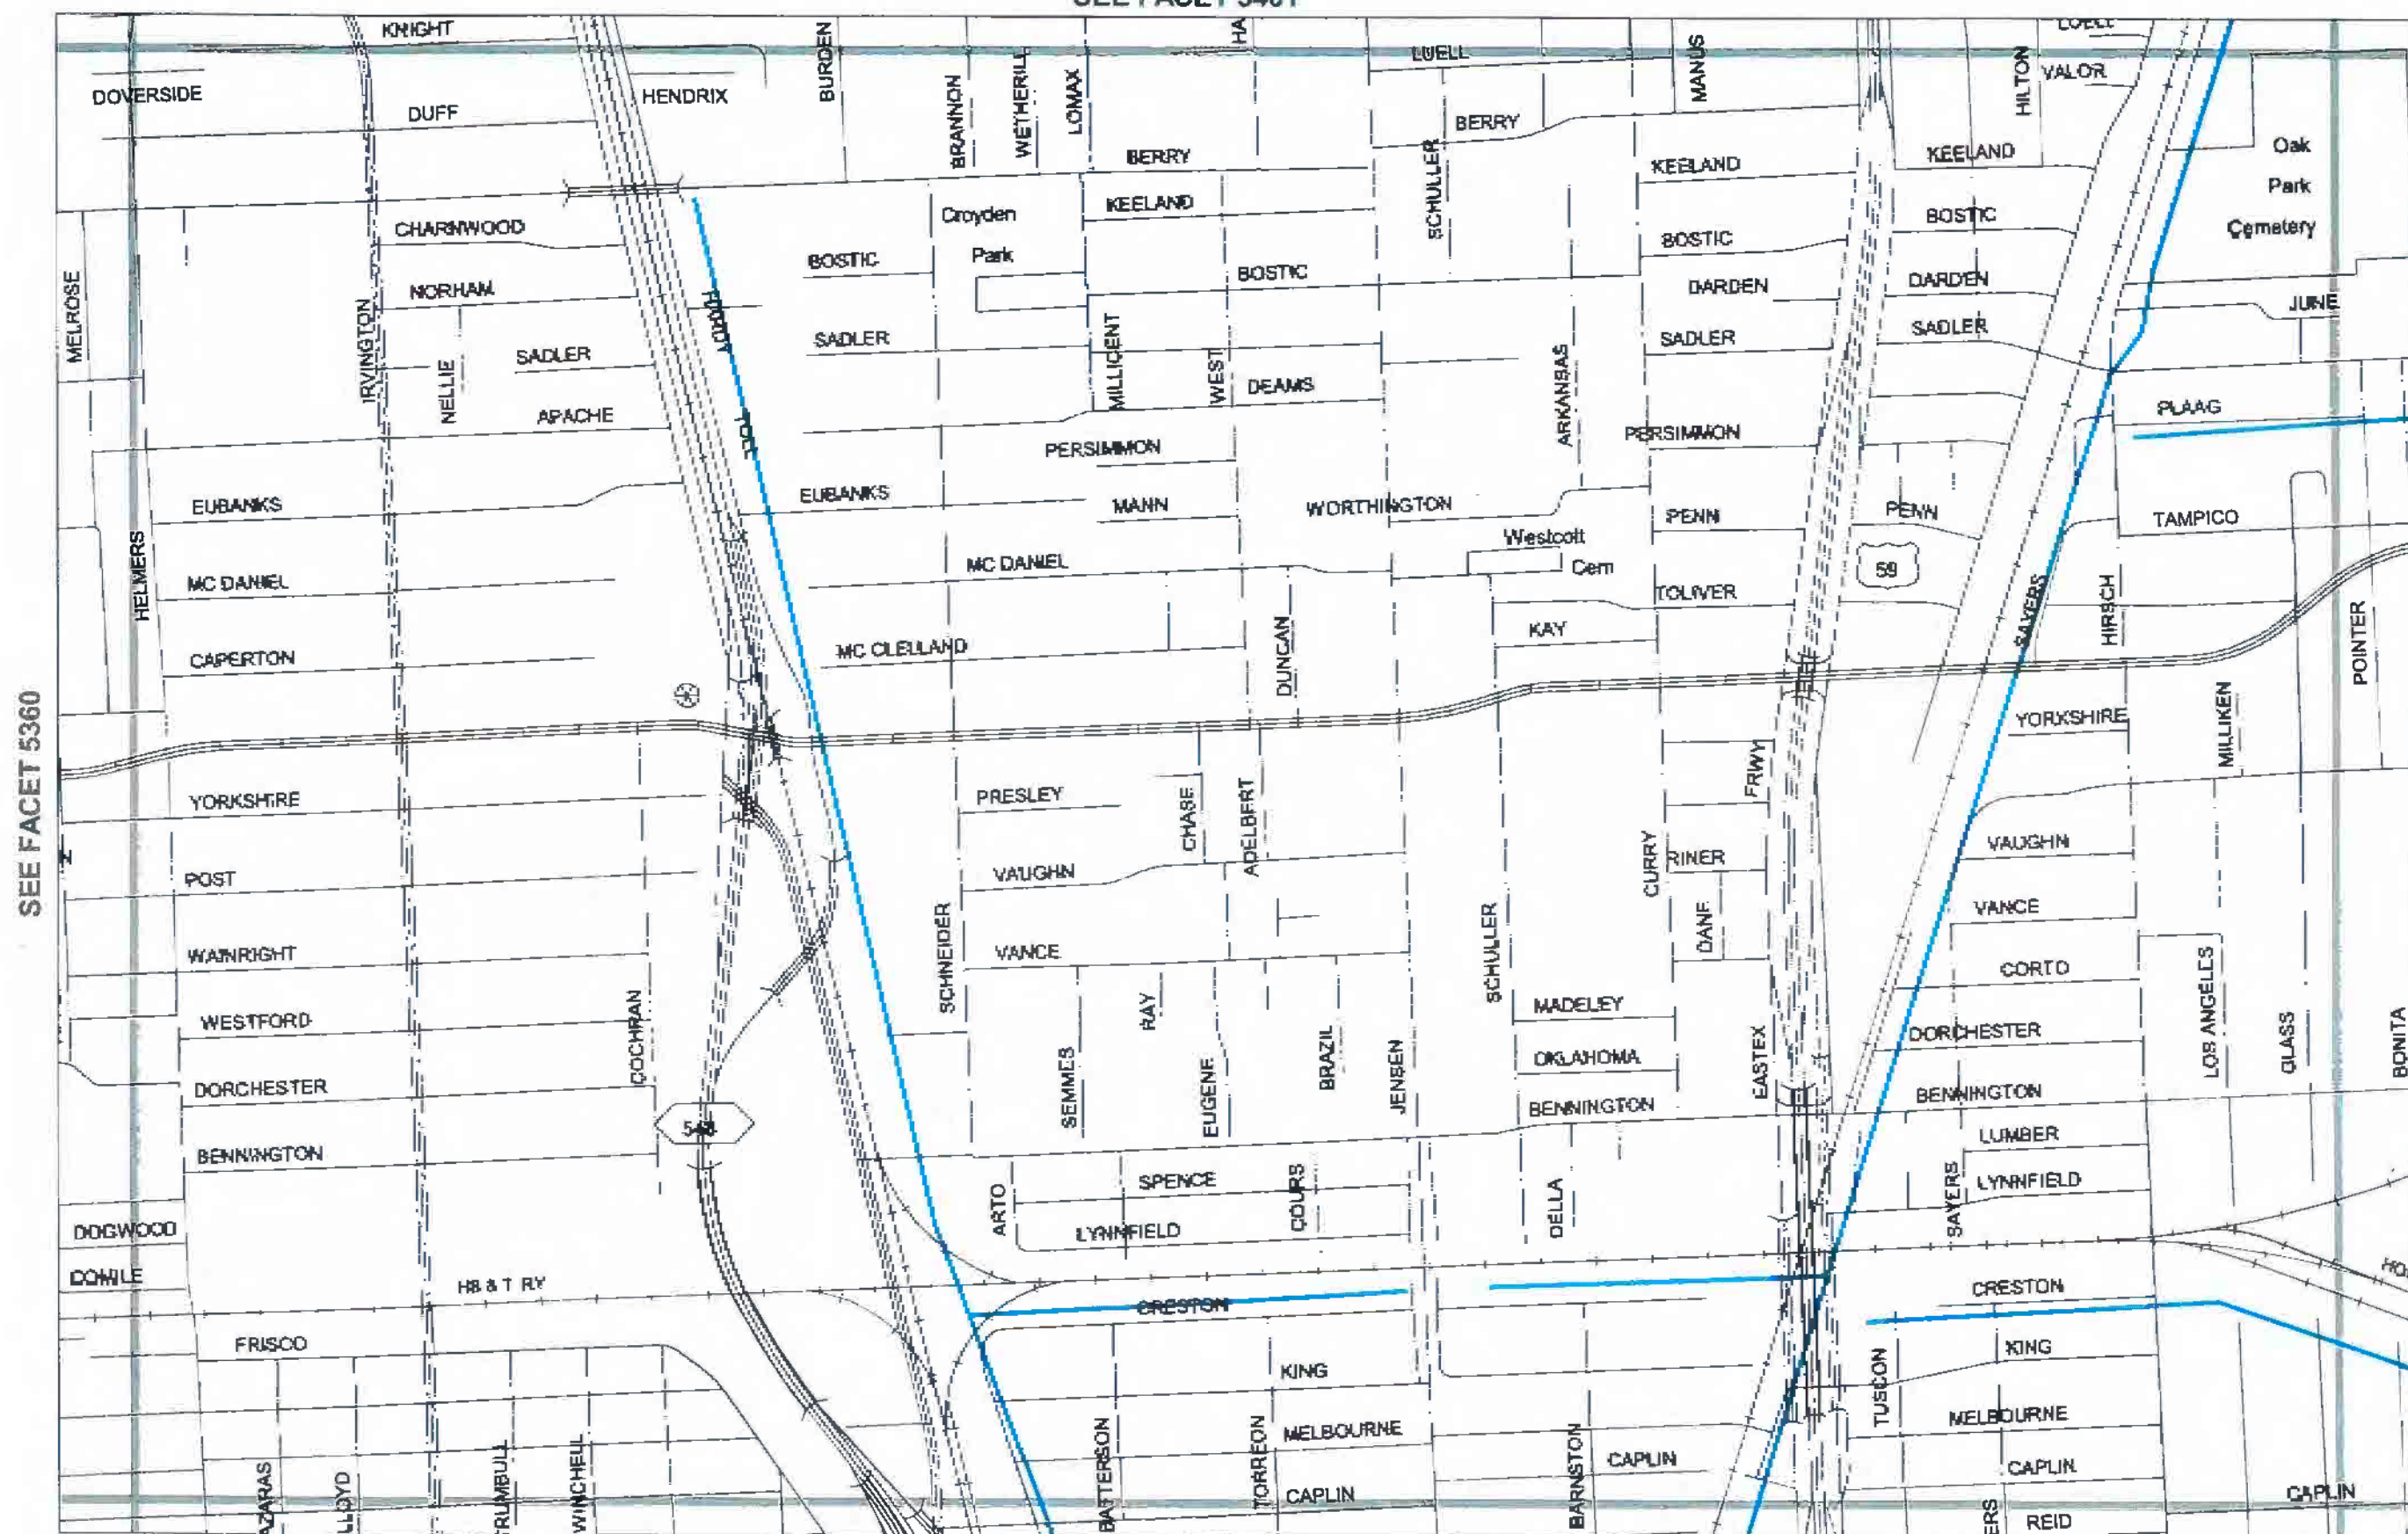 SEE FACET 5360
KNIGHT
BURDEN
LUELL
MANUS
LUELL
HILTON
VALOR
DOVERSIDE
DUFF
HENDRIX
BRANNON
WETHERILL
LOMAX
BERRY
SCHULLER
BERRY
KEELAND
KEELAND
Oak
Park
Cemetery
CHARNWOOD
Croyden
Park
KEELAND
BOSTIC
BOSTIC
BOSTIC
BOSTIC
MELROSE
IRVINGTON
NORHAM
HARDY
TOLL
DARDEN
DARDEN
JUNE
NELLIE
SADLER
SADLER
MILLICENT
WEST
DEAMS
ARKANSAS
SADLER
SADLER
APACHE
PERSIMMON
PERSIMMON
PLAAG
HELMERS
EUBANKS
EUBANKS
MANN
WORTHINGTON
PENN
PENN
TAMPICO
Westcott
Cem
59
MC DANIEL
MC DANIEL
TOLIVER
SAYERS
HIRSCH
POINTER
CAPERTON
MC CLELLAND
DUNCAN
KAY
YORKSHIRE
MILLIKEN
YORKSHIRE
PRESLEY
CHASE
ADELBERT
FRWY
POST
VAUGHN
CURRY
RINER
VAUGHN
WAINRIGHT
SCHNEIDER
VANCE
SCHULLER
DANE
VANCE
CORTO
WESTFORD
COCHRAN
RAY
MADELEY
LOS ANGELES
GLASS
BONITA
DORCHESTER
SEMMES
EUGENE
BRAZIL
JENSEN
OKLAHOMA
EASTEX
DORCHESTER
BENNINGTON
BENNINGTON
BENNINGTON
LUMBER
DOGWOOD
ARTO
SPENCE
COURS
DELLA
SAYERS
LYNNFIELD
LYNNFIELD
COMILE
HB & T RY
CRESTON
CRESTON
FRISCO
KING
TUSCON
KING
BATTERSON
TORREON
MELBOURNE
BARNSTON
CAPLIN
MELBOURNE
CAPLIN
CAPLIN
CAPLIN
LLOYD
TRUMBULL
WINCHELL
REID